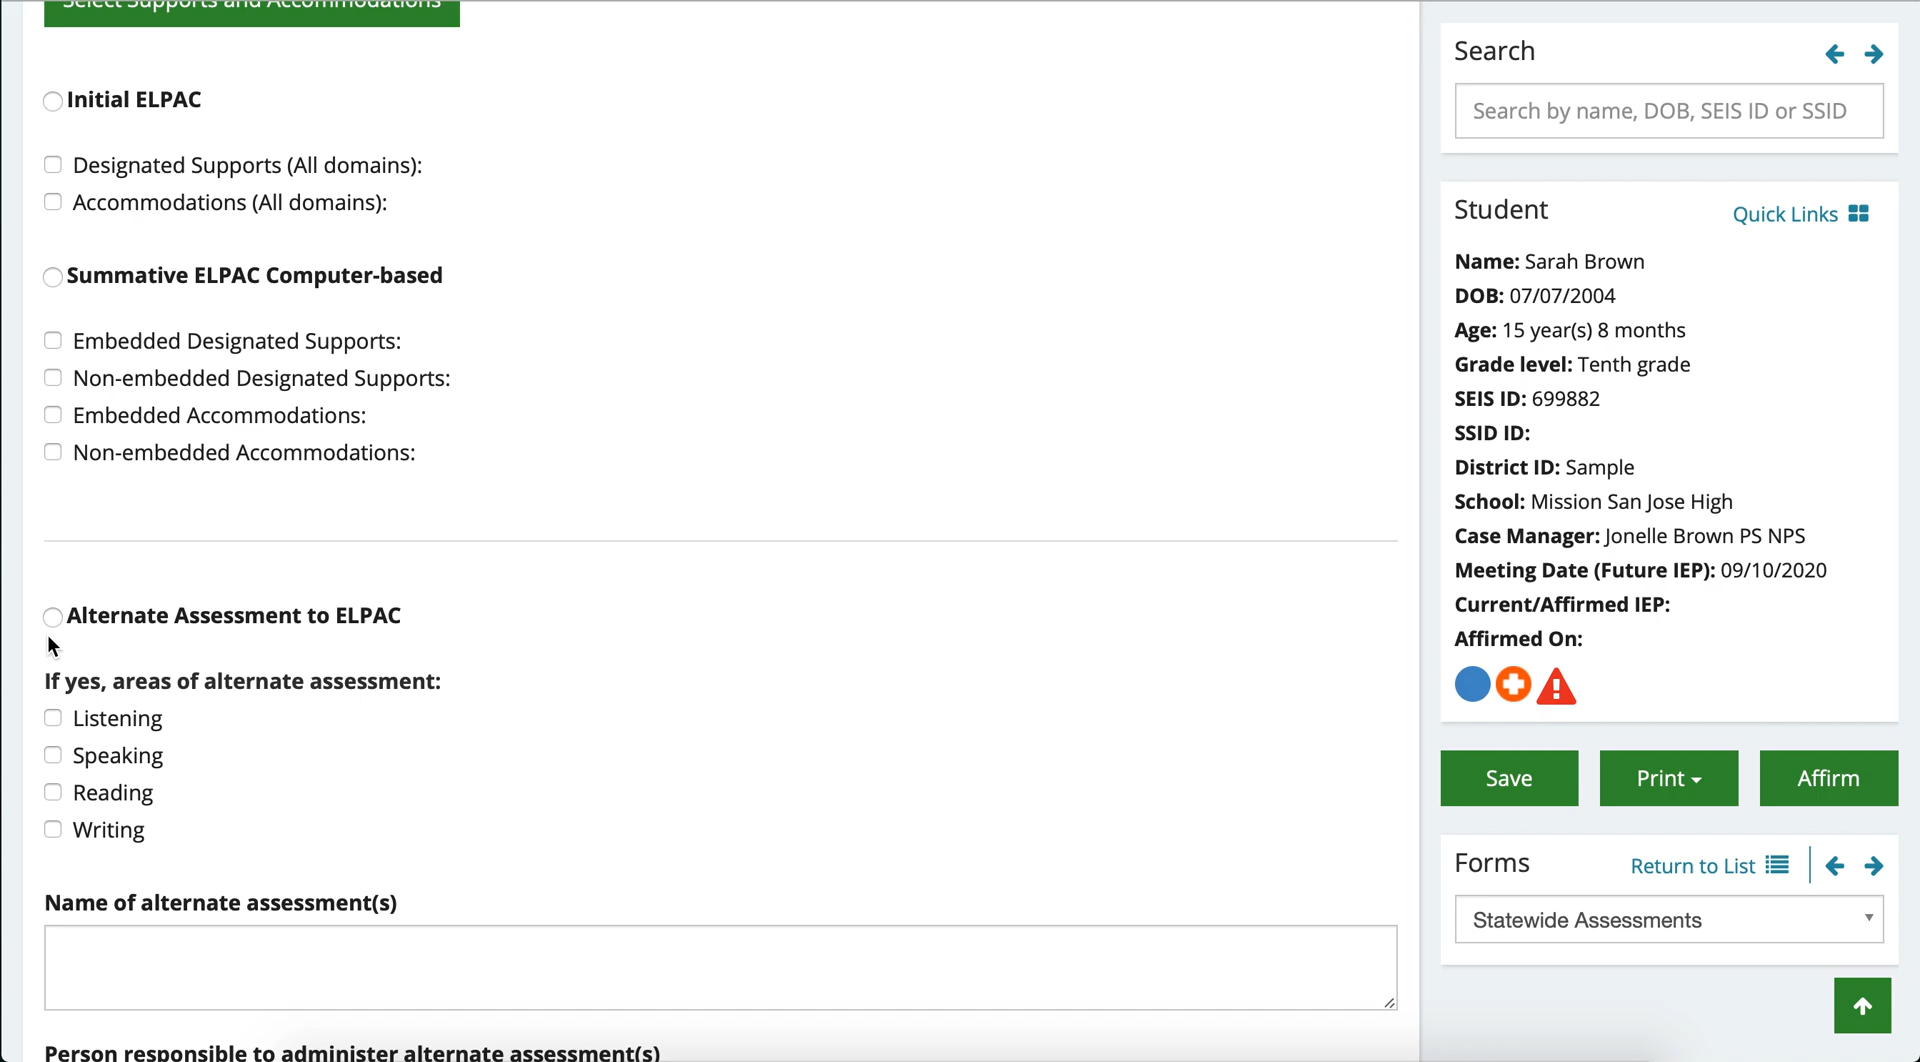 Select Supports and Accommodations
Initial ELPAC
Designated Supports (All domains):
Accommodations (All domains):
Summative ELPAC Computer-based
Embedded Designated Supports:
Non-embedded Designated Supports:
Embedded Accommodations:
Non-embedded Accommodations:
Alternate Assessment to ELPAC
If yes, areas of alternate assessment:
Listening
Speaking
Reading
Writing
Name of alternate assessment(s)
Person responsible to administer alternate assessment(s)
Search
Search by name, DOB, SEIS ID or SSID
Student Quick Links
Name: Sarah Brown
DOB: 07/07/2004
Age: 15 year(s) 8 months
Grade level: Tenth grade
SEIS ID: 699882
SSID ID:
District ID: Sample
School: Mission San Jose High
Case Manager: Jonelle Brown PS NPS
Meeting Date (Future IEP): 09/10/2020
Current/Affirmed IEP:
Affirmed On:
Save Print Affirm
Forms Return to List
Statewide Assessments